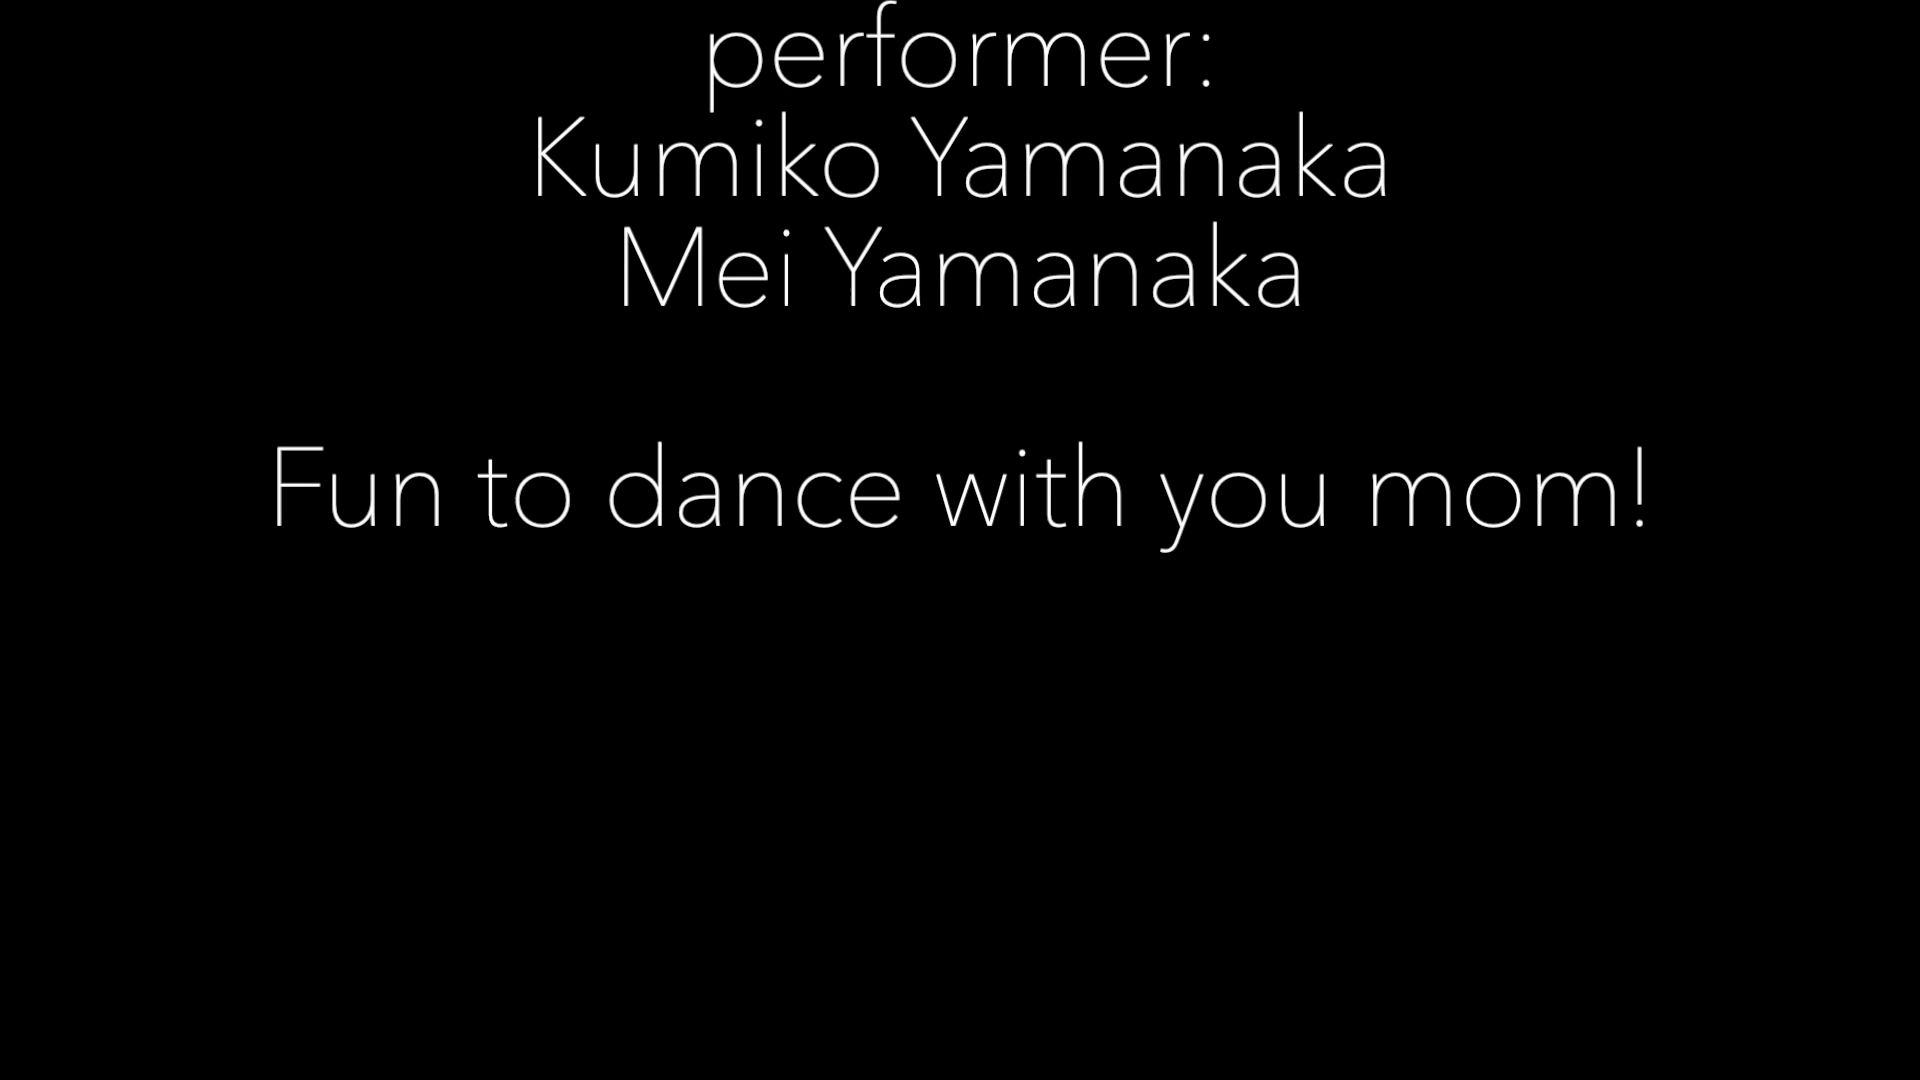 performer:
Kumiko Yamanaka
Mei Yamanaka
Fun to dance with you mom!